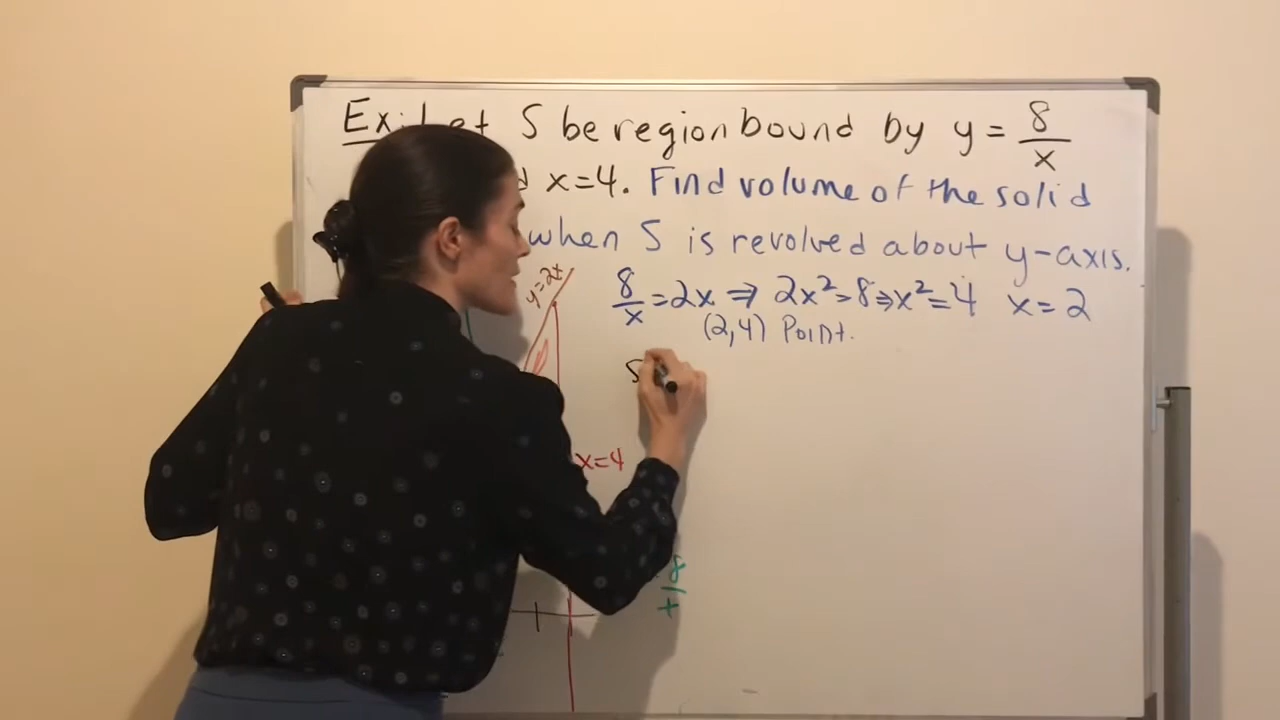 Ex: Let S be region bound by y = 8/x
x=4. Find volume of the solid
when S is revolved about y-axis.
y=2x
8/x = 2x ⇒ 2x² = 8 ⇒ x² = 4 x = 2
(2,4) Point.
S
x=4
8/x